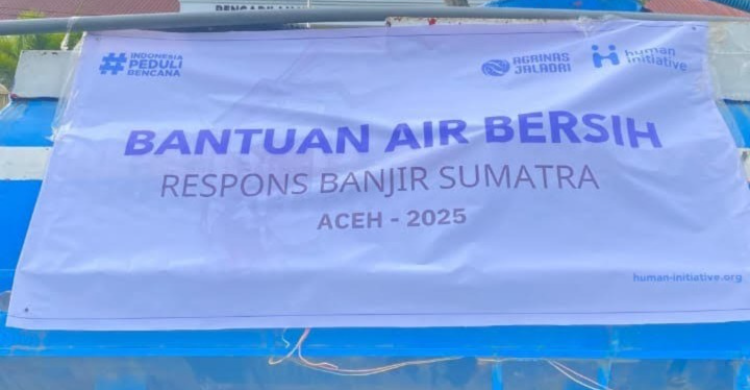 #INDONESIA
PEDULI
BENCANA
AGRINAS
JALADRI
human
initiative
BANTUAN AIR BERSIH
RESPONS BANJIR SUMATRA
ACEH - 2025
human-initiative.org